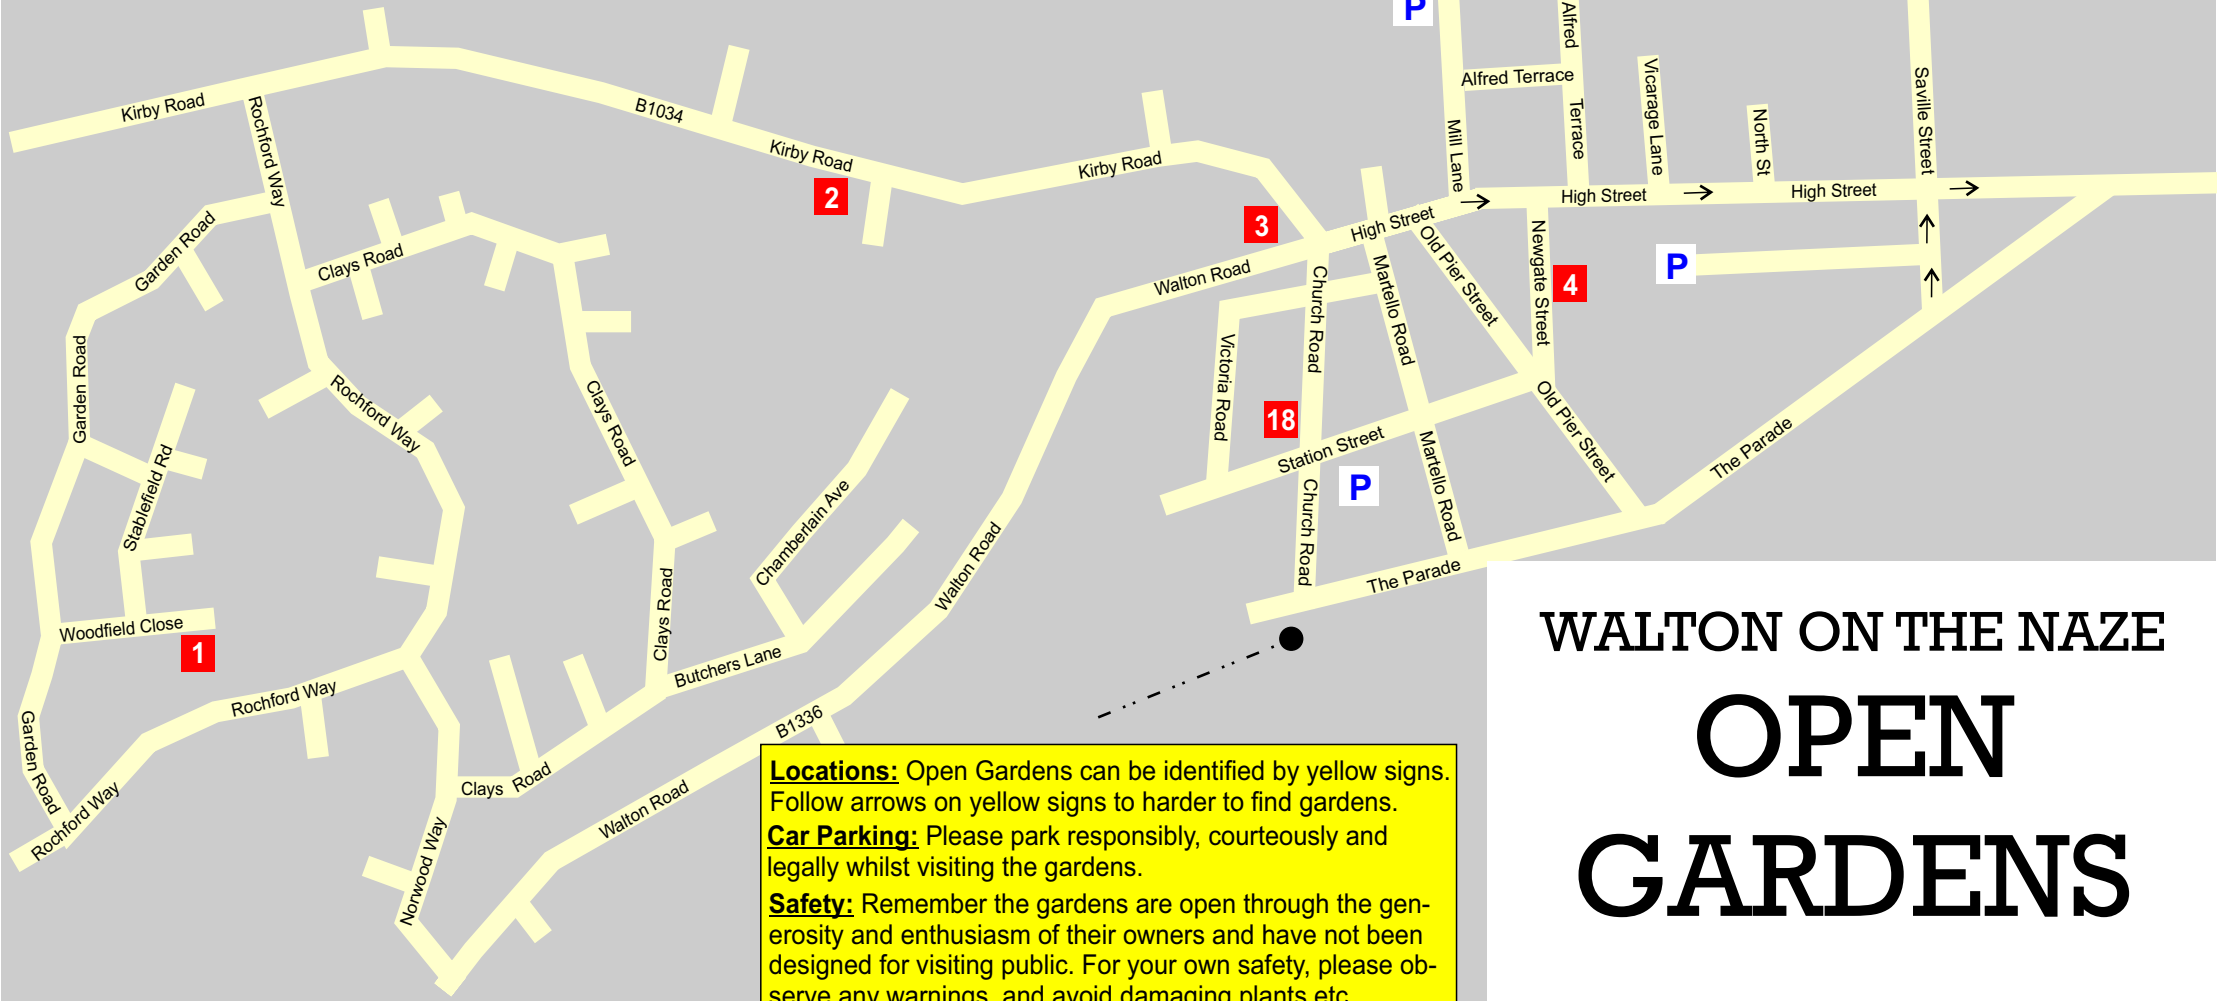 P
Alfred
Alfred Terrace
Terrace
Vicarage Lane
North St
Saville Street
Mill Lane
Kirby Road
Rochford Way
B1034
Kirby Road
Kirby Road
2
3
High Street
High Street
High Street
Garden Road
Clays Road
Walton Road
Old Pier Street
Newgate Street
4
P
Church Road
Martello Road
Victoria Road
Garden Road
Rochford Way
Clays Road
18
Station Street
Old Pier Street
The Parade
Stablefield Rd
Chamberlain Ave
Walton Road
P
Church Road
Martello Road
The Parade
Woodfield Close
1
Clays Road
Butchers Lane
Rochford Way
Garden Road
B1336
Rochford Way
Clays Road
Walton Road
Norwood Way
Locations: Open Gardens can be identified by yellow signs.
Follow arrows on yellow signs to harder to find gardens.
Car Parking: Please park responsibly, courteously and
legally whilst visiting the gardens.
Safety: Remember the gardens are open through the gen-
erosity and enthusiasm of their owners and have not been
designed for visiting public. For your own safety, please ob-
serve any warnings, and avoid damaging plants etc
WALTON ON THE NAZE
OPEN
GARDENS